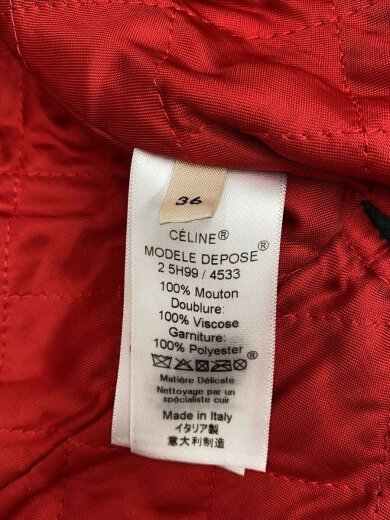 36
CÉLINE®
MODELE DEPOSE®
2 5H99 / 4533
100% Mouton
Doublure:
100% Viscose
Garniture:
100% Polyester
®
Matière Délicate
Nettoyage par un
spécialiste cuir
Made in Italy
イタリア製
意大利制造